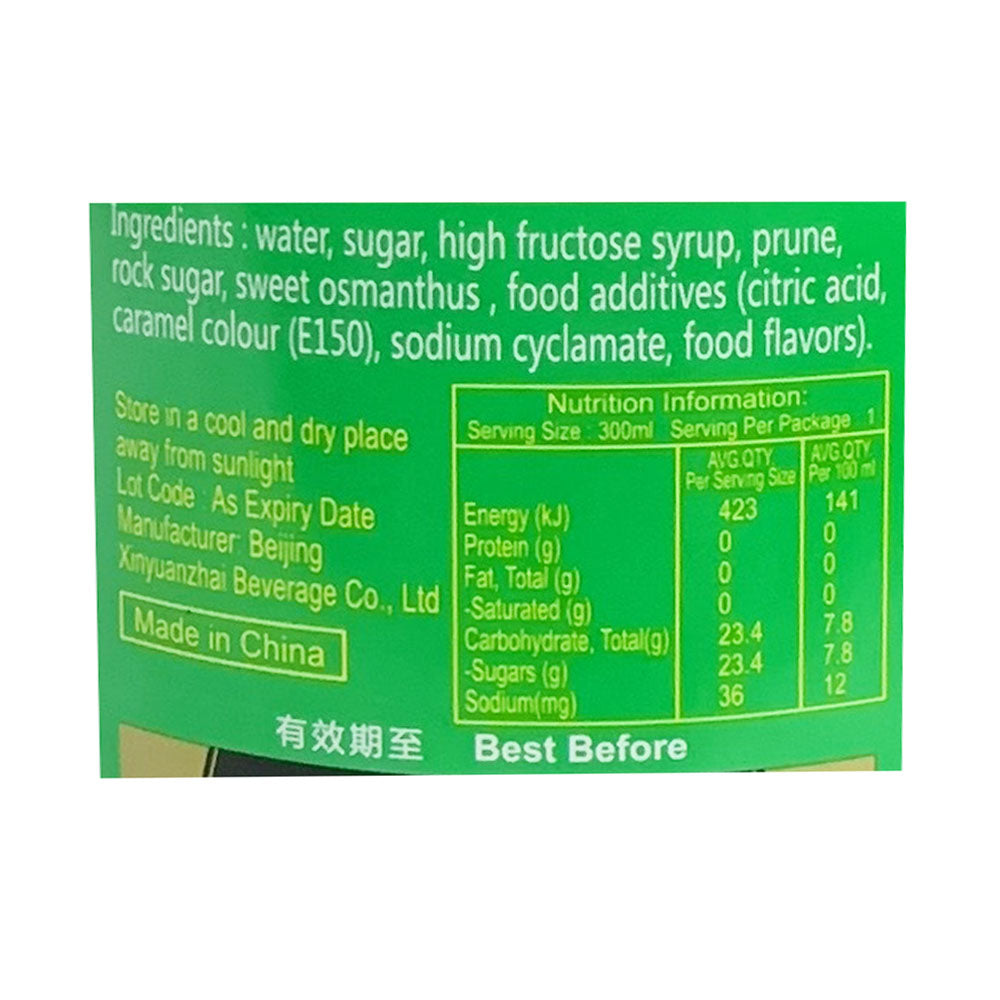 Ingredients : water, sugar, high fructose syrup, prune,
rock sugar, sweet osmanthus , food additives (citric acid,
caramel colour (E150), sodium cyclamate, food flavors).
Store in a cool and dry place
away from sunlight
Lot Code : As Expiry Date
Manufacturer: Beijing
Xinyuanzhai Beverage Co., Ltd
Made in China
Nutrition Information:
Serving Size : 300ml Serving Per Package : 1
AVG.QTY. AVG.QTY.
Per Serving Size Per 100 ml
Energy (kJ) 423 141
Protein (g) 0 0
Fat, Total (g) 0 0
-Saturated (g) 0 0
Carbohydrate, Total(g) 23.4 7.8
-Sugars (g) 23.4 7.8
Sodium(mg) 36 12
有效期至 Best Before